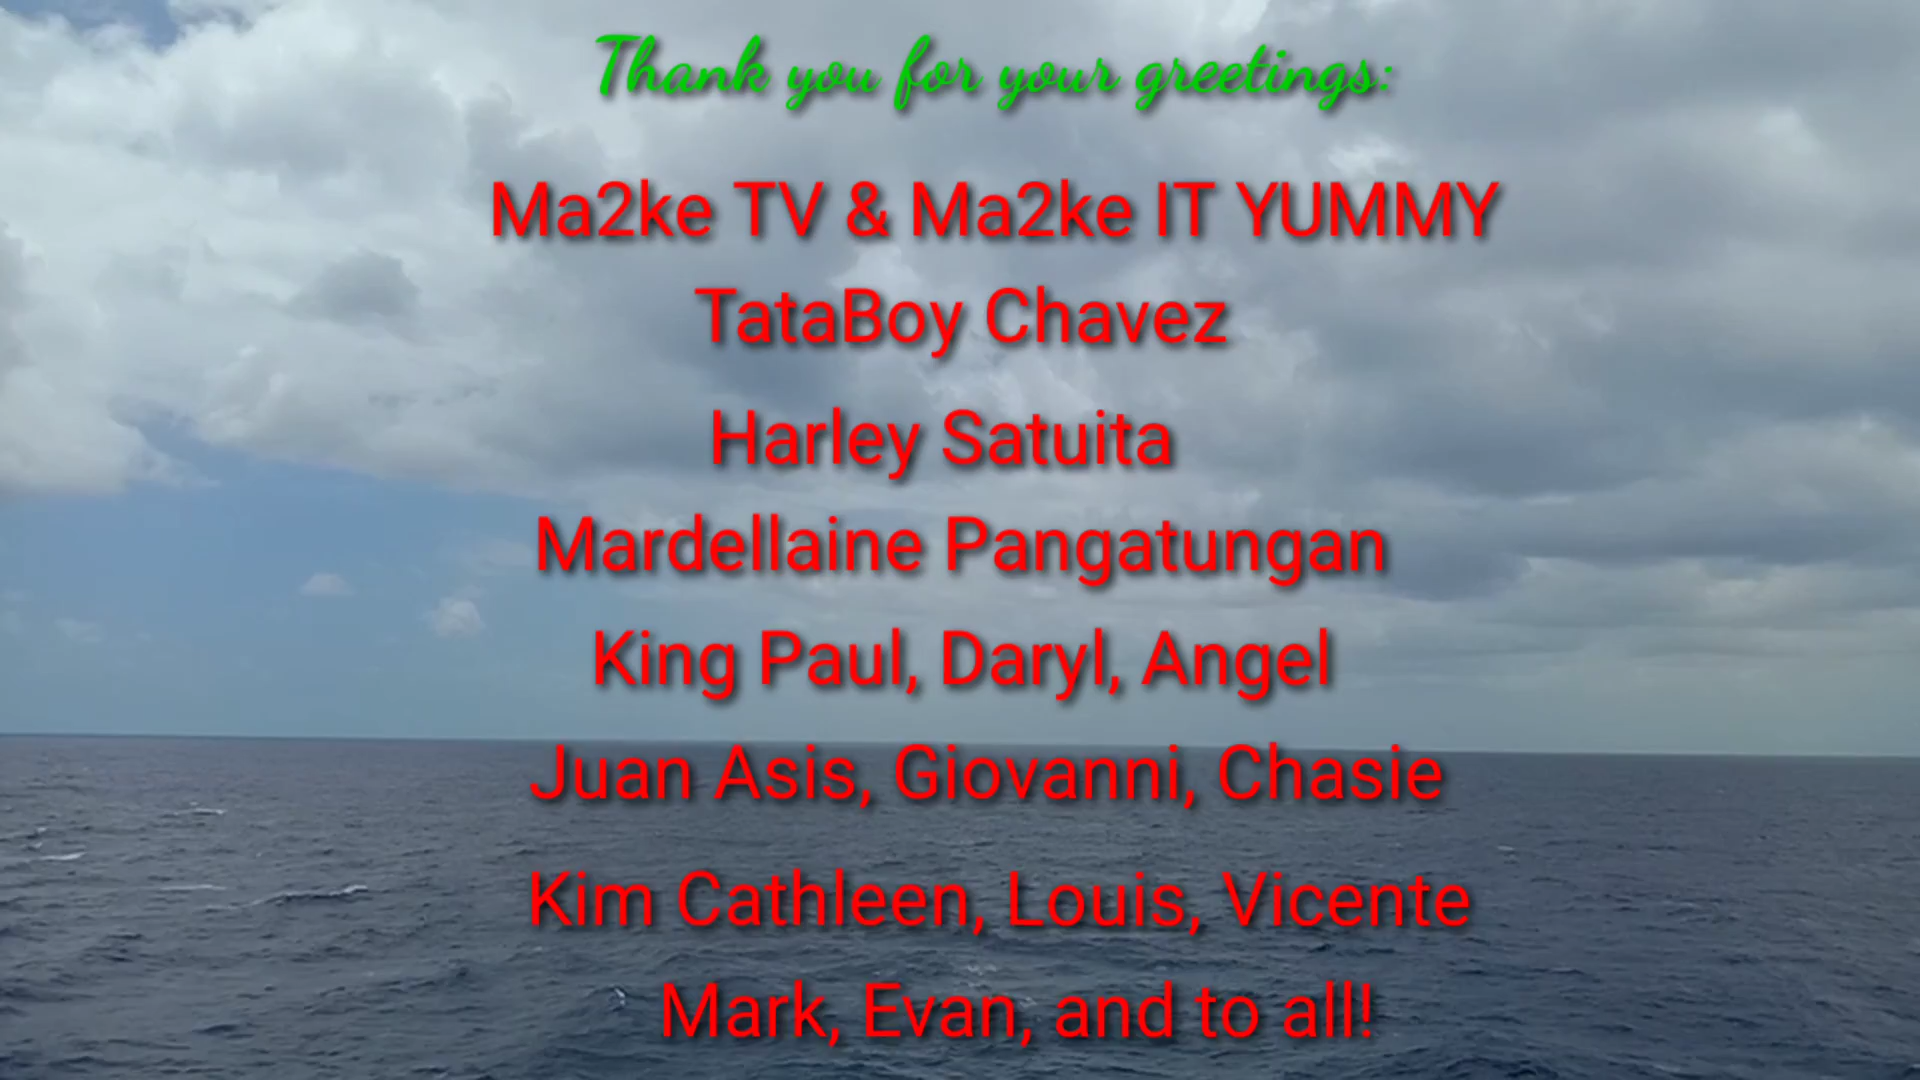 Thank you for your greetings:
Ma2ke TV & Ma2ke IT YUMMY
TataBoy Chavez
Harley Satuita
Mardellaine Pangatungan
King Paul, Daryl, Angel
Juan Asis, Giovanni, Chasie
Kim Cathleen, Louis, Vicente
Mark, Evan, and to all!